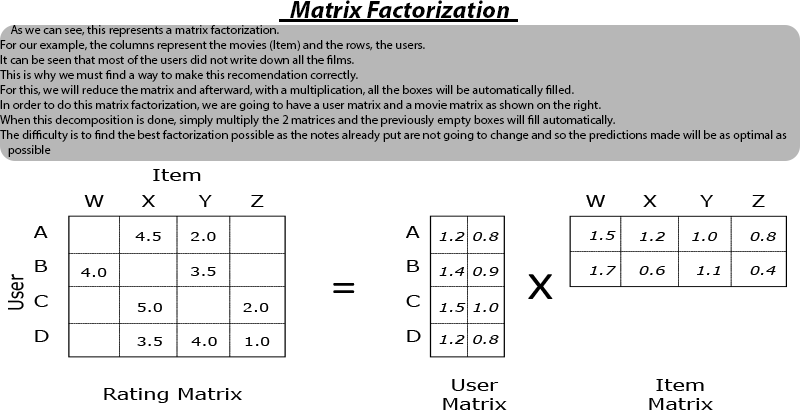 Matrix Factorization
As we can see, this represents a matrix factorization.
For our example, the columns represent the movies (Item) and the rows, the users.
It can be seen that most of the users did not write down all the films.
This is why we must find a way to make this recomendation correctly.
For this, we will reduce the matrix and afterward, with a multiplication, all the boxes will be automatically filled.
In order to do this matrix factorization, we are going to have a user matrix and a movie matrix as shown on the right.
When this decomposition is done, simply multiply the 2 matrices and the previously empty boxes will fill automatically.
The difficulty is to find the best factorization possible as the notes already put are not going to change and so the predictions made will be as optimal as
possible
Item
W X Y Z
User
A 4.5 2.0
B 4.0 3.5
C 5.0 2.0
D 3.5 4.0 1.0
Rating Matrix
=
A 1.2 0.8
B 1.4 0.9
C 1.5 1.0
D 1.2 0.8
User
Matrix
X
W X Y Z
1.5 1.2 1.0 0.8
1.7 0.6 1.1 0.4
Item
Matrix